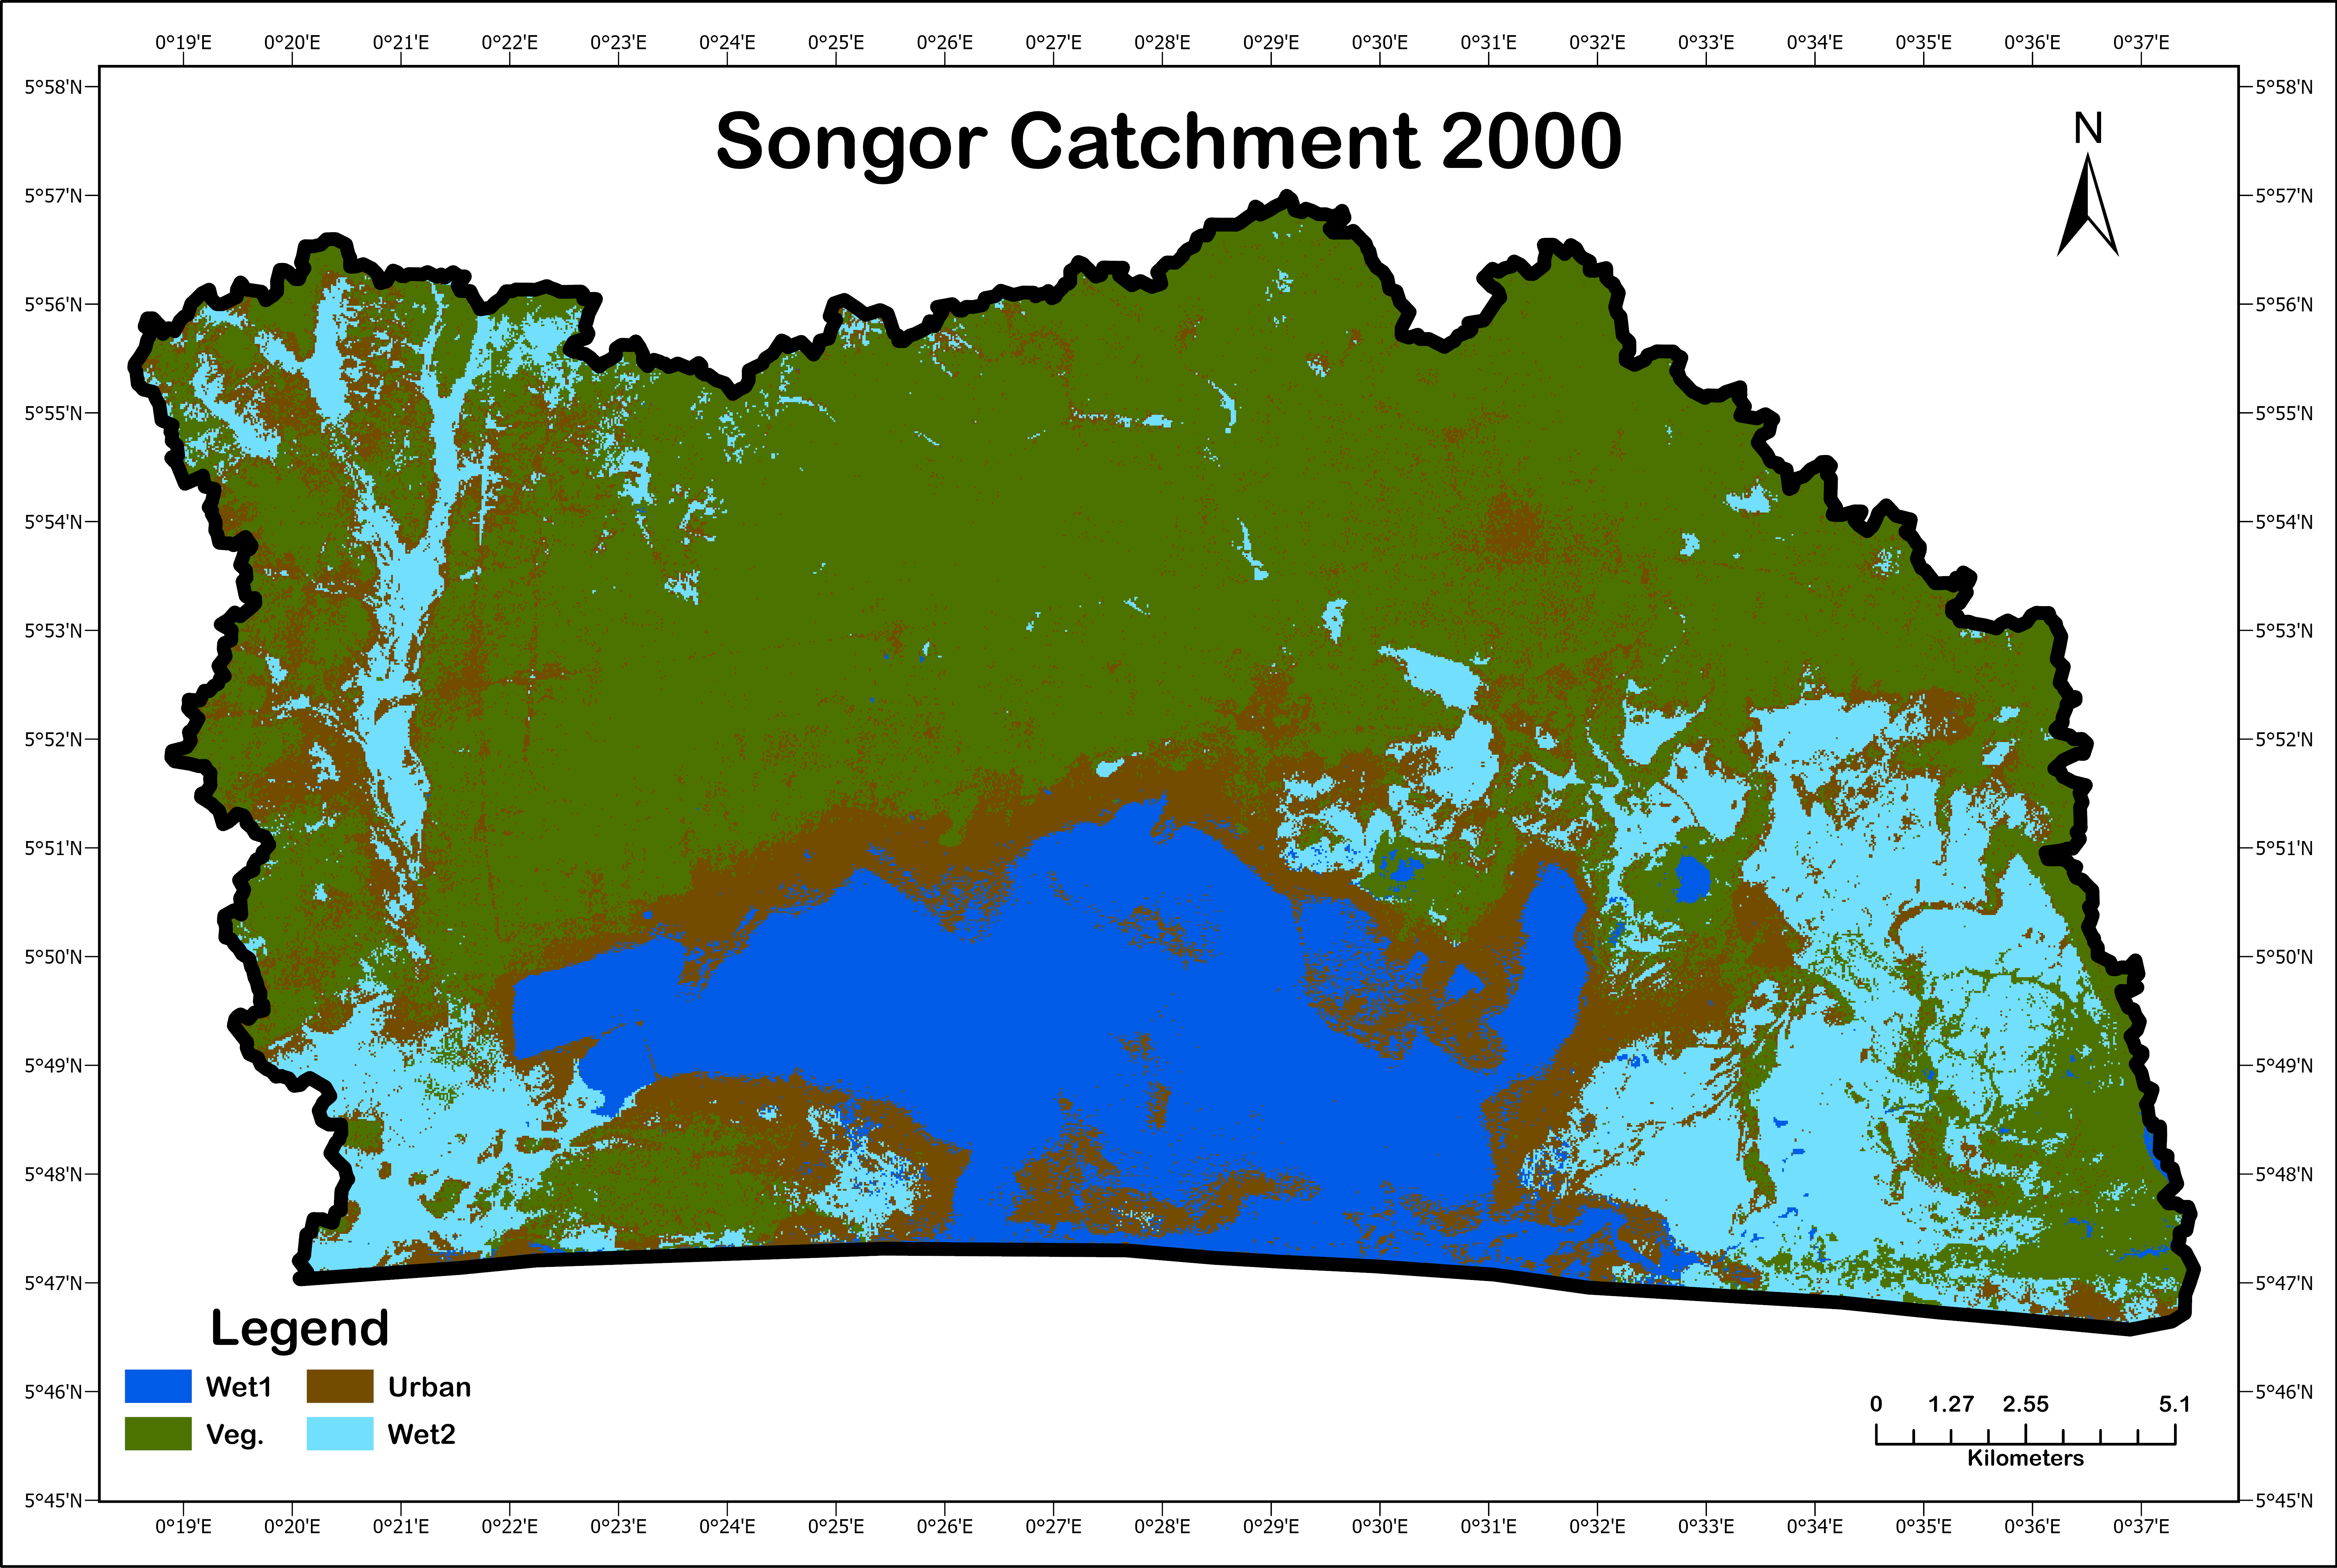 0°19'E 0°20'E 0°21'E 0°22'E 0°23'E 0°24'E 0°25'E 0°26'E 0°27'E 0°28'E 0°29'E 0°30'E 0°31'E 0°32'E 0°33'E 0°34'E 0°35'E 0°36'E 0°37'E
5°58'N 5°58'N
Songor Catchment 2000
N
5°57'N 5°57'N
5°56'N 5°56'N
5°55'N 5°55'N
5°54'N 5°54'N
5°53'N 5°53'N
5°52'N 5°52'N
5°51'N 5°51'N
5°50'N 5°50'N
5°49'N 5°49'N
5°48'N 5°48'N
5°47'N 5°47'N
Legend
Wet1 Urban
Veg. Wet2
5°46'N 5°46'N
0 1.27 2.55 5.1
Kilometers
5°45'N 5°45'N
0°19'E 0°20'E 0°21'E 0°22'E 0°23'E 0°24'E 0°25'E 0°26'E 0°27'E 0°28'E 0°29'E 0°30'E 0°31'E 0°32'E 0°33'E 0°34'E 0°35'E 0°36'E 0°37'E